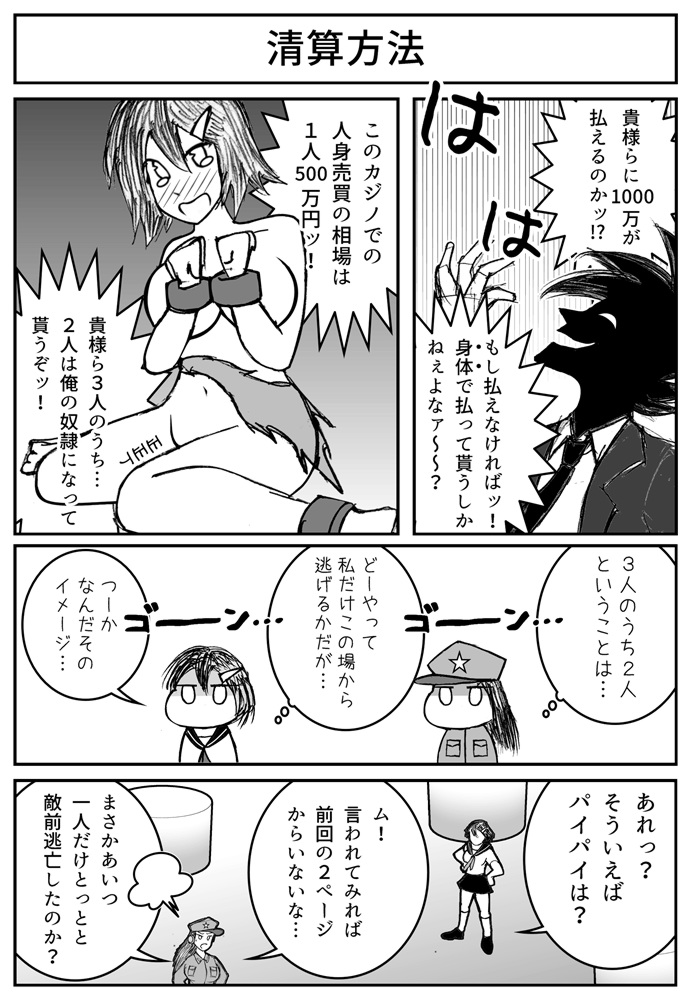 清算方法
貴様らに
1000万が
払えるのかッ!?
はは
もし払えなければッ!
身体で払って貰うしか
ねぇよなァ〜〜?
このカジノでの
人身売買の相場は
1人500万円ッ!
貴様ら3人のうち…
2人は俺の奴隷になって
貰うぞッ!
3人のうち2人
ということは…
ゴーン…
どーやって
私だけこの場から
逃げるかだが…
ゴーン…
つーか
なんだその
イメージ…
あれっ?
そういえば
パイパイは?
ム!
言われてみれば
前回の2ページ
からいないな…
まさかあいつ
一人だけとっとと
敵前逃亡したのか?